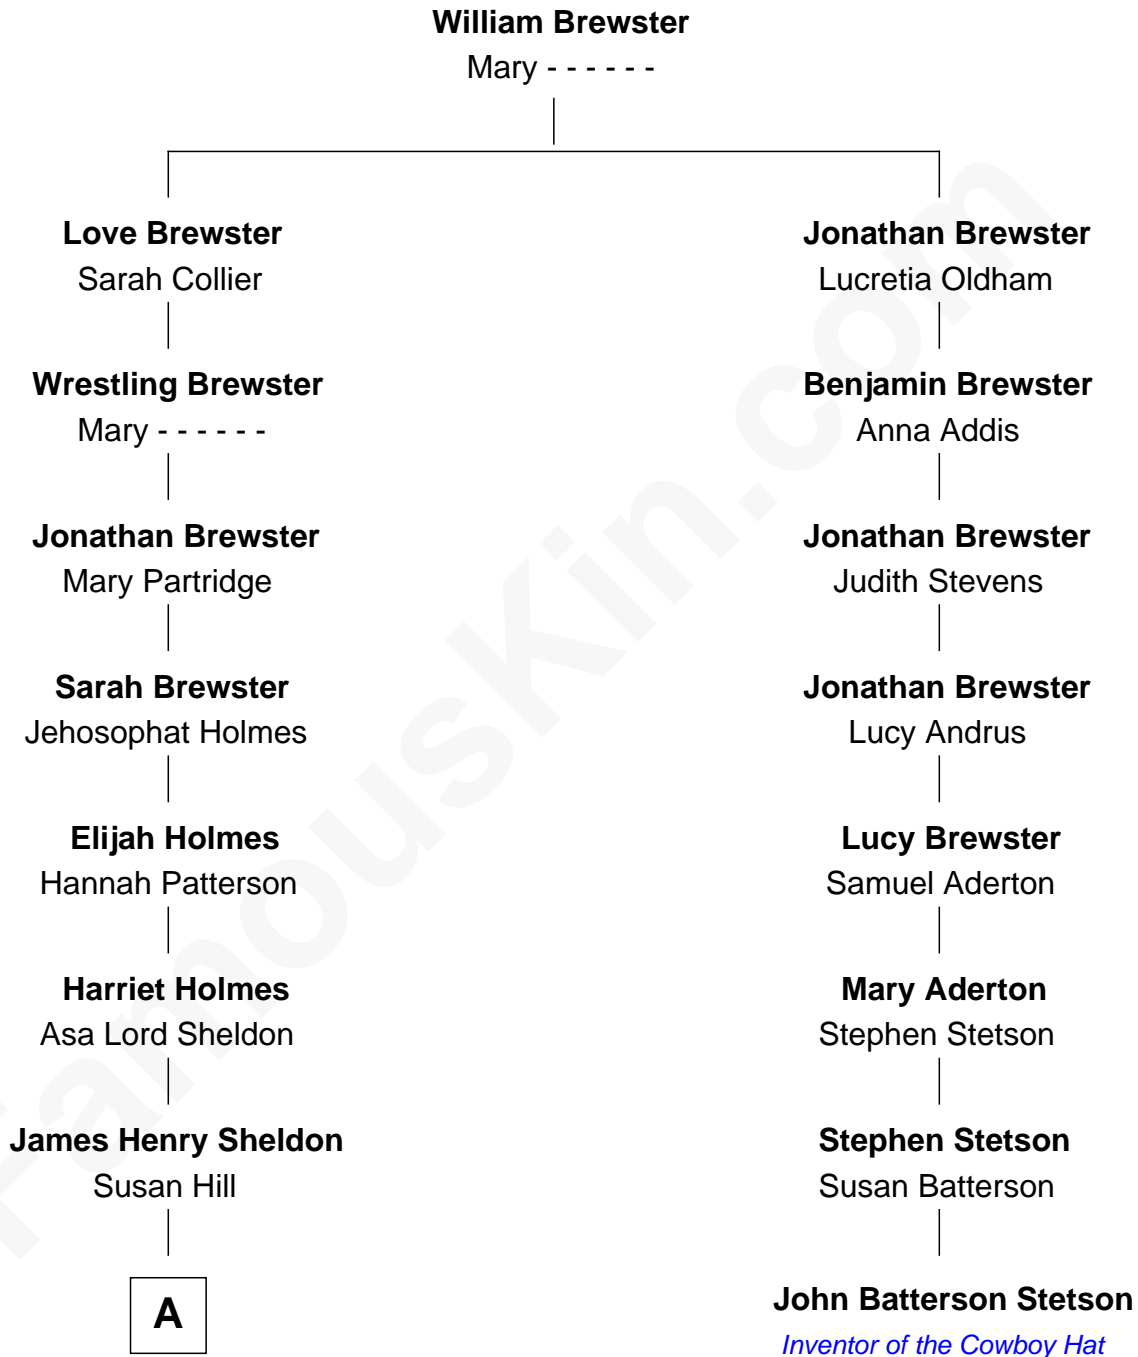 William Brewster
Mary - - - - - -
Love Brewster
Sarah Collier
Jonathan Brewster
Lucretia Oldham
Wrestling Brewster
Mary - - - - - -
Benjamin Brewster
Anna Addis
Jonathan Brewster
Mary Partridge
Jonathan Brewster
Judith Stevens
Sarah Brewster
Jehosophat Holmes
Jonathan Brewster
Lucy Andrus
Elijah Holmes
Hannah Patterson
Lucy Brewster
Samuel Aderton
Harriet Holmes
Asa Lord Sheldon
Mary Aderton
Stephen Stetson
James Henry Sheldon
Susan Hill
Stephen Stetson
Susan Batterson
A
John Batterson Stetson
Inventor of the Cowboy Hat
FamousKin.com